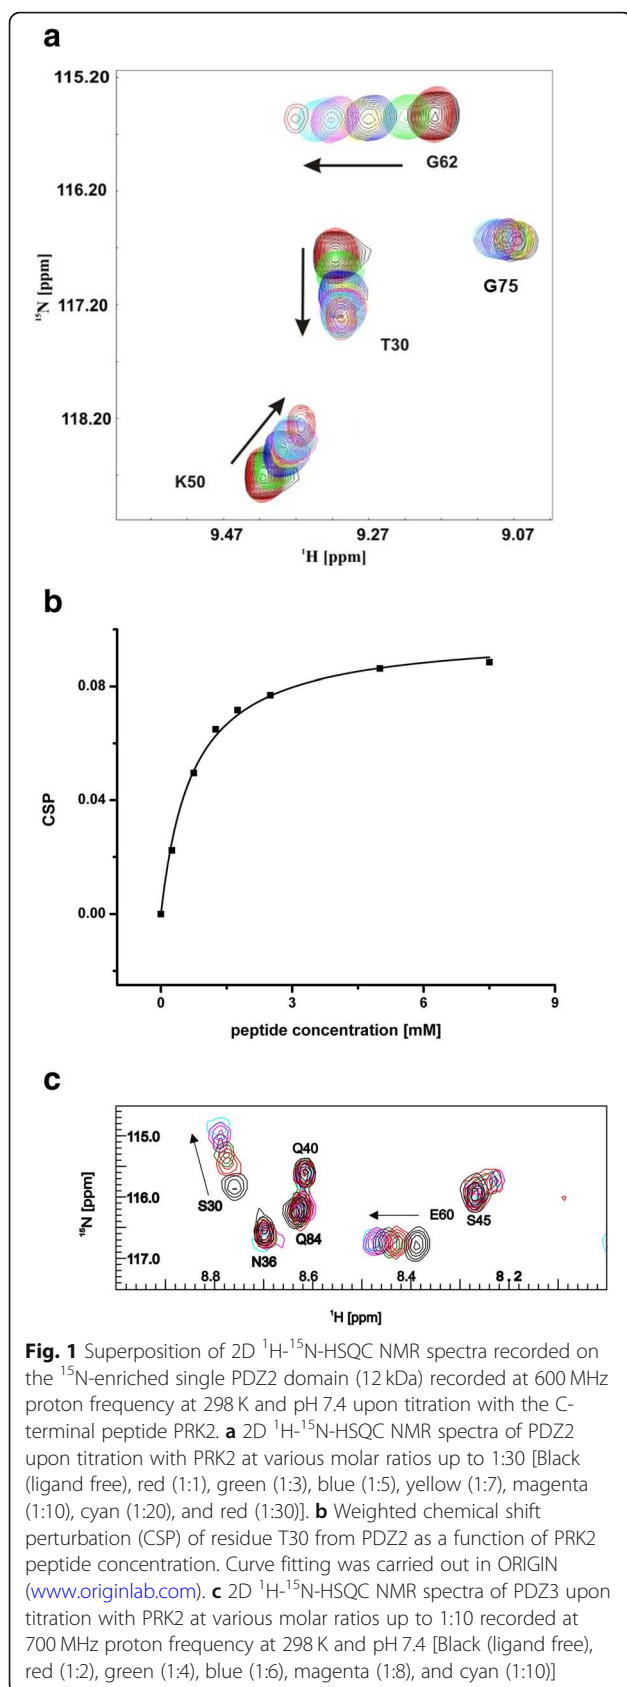 a
115.20
116.20
117.20
118.20
¹⁵N [ppm]
G62
G75
T30
K50
9.47 9.27 9.07
¹H [ppm]
b
0.08
0.04
0.00
CSP
0 3 6 9
peptide concentration [mM]
c
115.0
116.0
117.0
¹⁵N [ppm]
Q40
S30
E60
S45
N36
Q84
8.8 8.6 8.4 8.2
¹H [ppm]
Fig. 1 Superposition of 2D ¹H-¹⁵N-HSQC NMR spectra recorded on
the ¹⁵N-enriched single PDZ2 domain (12 kDa) recorded at 600 MHz
proton frequency at 298 K and pH 7.4 upon titration with the C-
terminal peptide PRK2. a 2D ¹H-¹⁵N-HSQC NMR spectra of PDZ2
upon titration with PRK2 at various molar ratios up to 1:30 [Black
(ligand free), red (1:1), green (1:3), blue (1:5), yellow (1:7), magenta
(1:10), cyan (1:20), and red (1:30)]. b Weighted chemical shift
perturbation (CSP) of residue T30 from PDZ2 as a function of PRK2
peptide concentration. Curve fitting was carried out in ORIGIN
(www.originlab.com). c 2D ¹H-¹⁵N-HSQC NMR spectra of PDZ3 upon
titration with PRK2 at various molar ratios up to 1:10 recorded at
700 MHz proton frequency at 298 K and pH 7.4 [Black (ligand free),
red (1:2), green (1:4), blue (1:6), magenta (1:8), and cyan (1:10)]